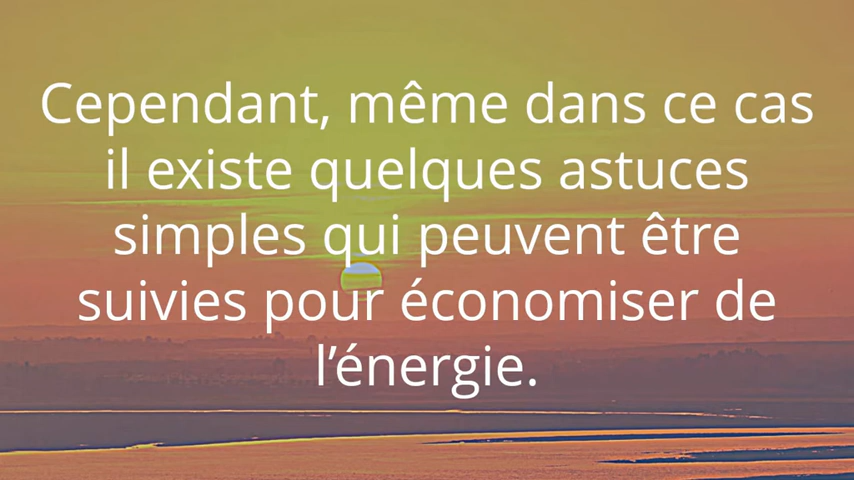 Cependant, même dans ce cas
il existe quelques astuces
simples qui peuvent être
suivies pour économiser de
l’énergie.